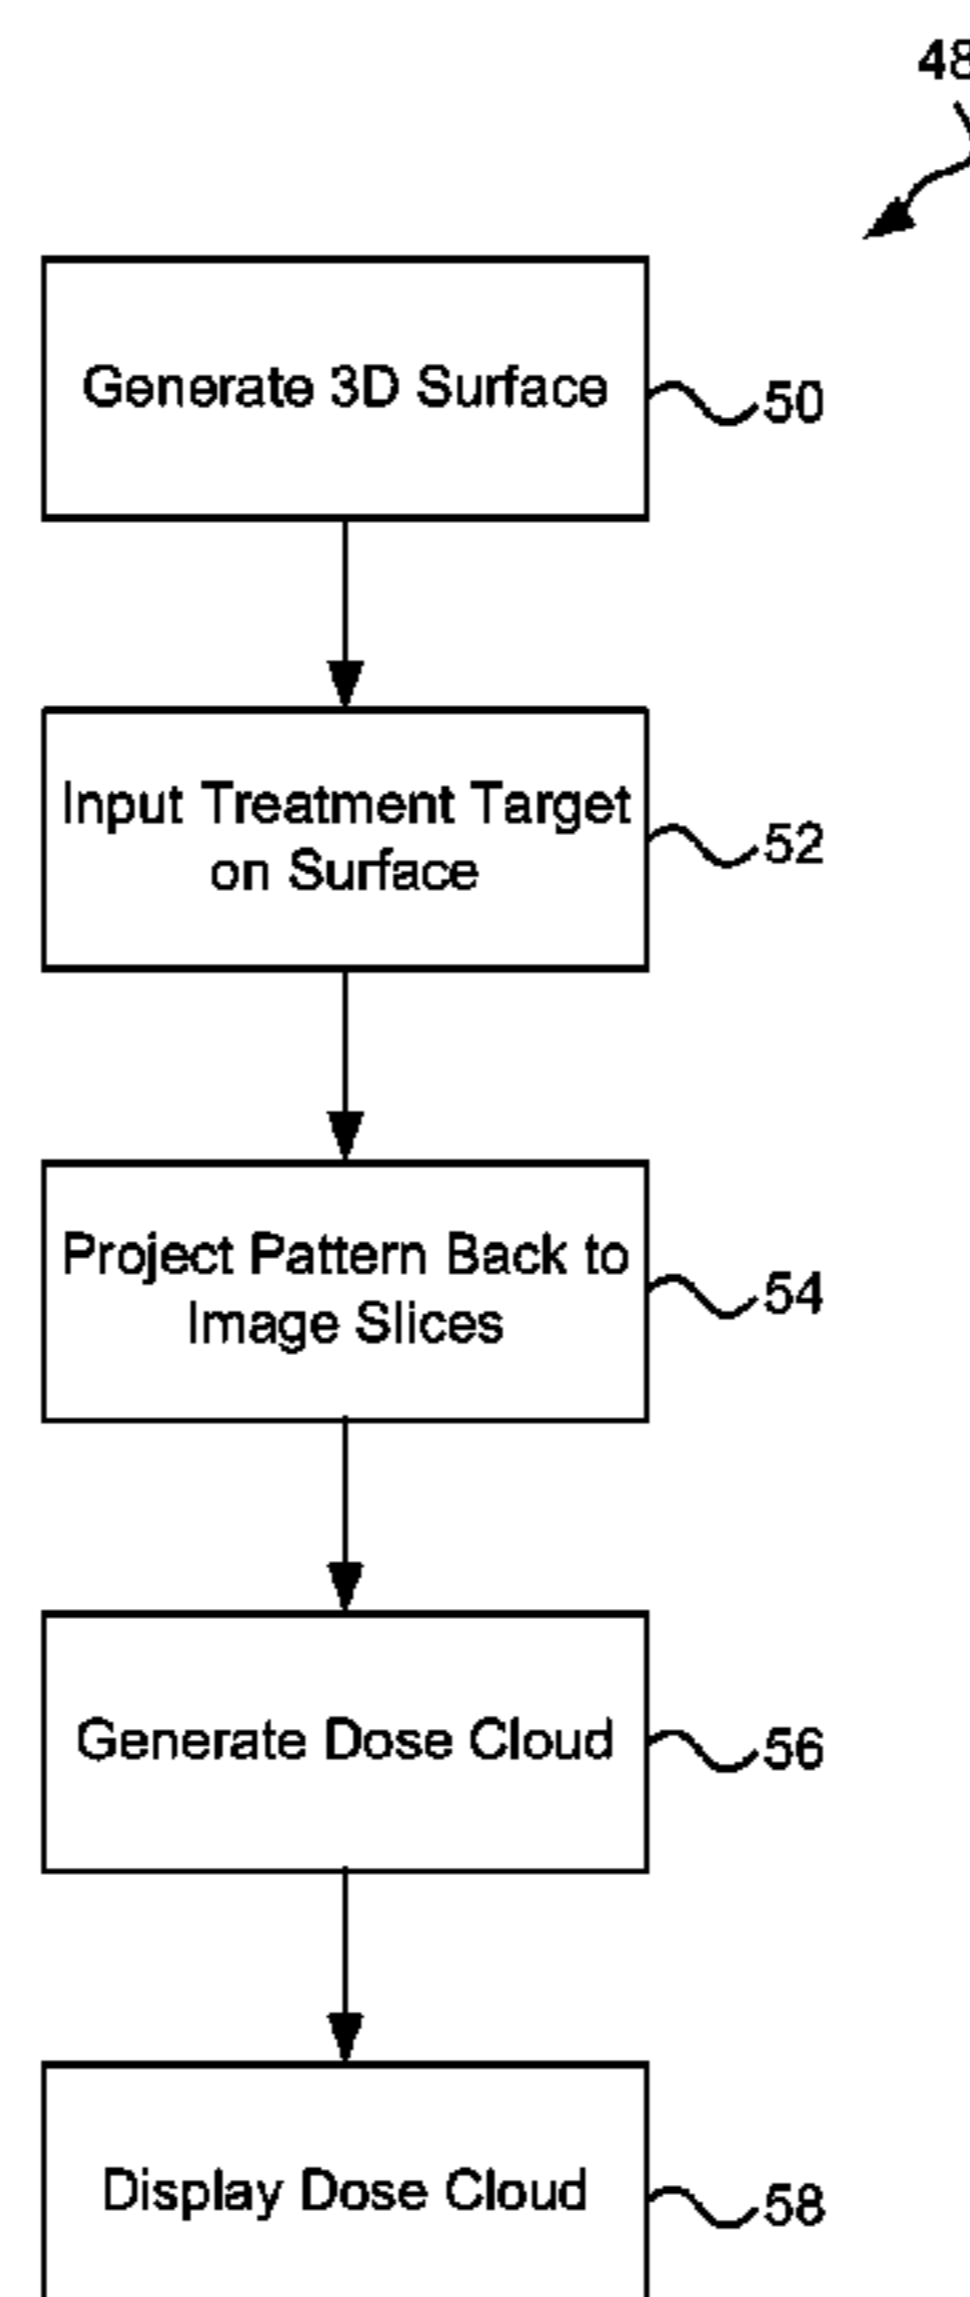 48
Generate 3D Surface
50
Input Treatment Target
on Surface
52
Project Pattern Back to
Image Slices
54
Generate Dose Cloud
56
Display Dose Cloud
58